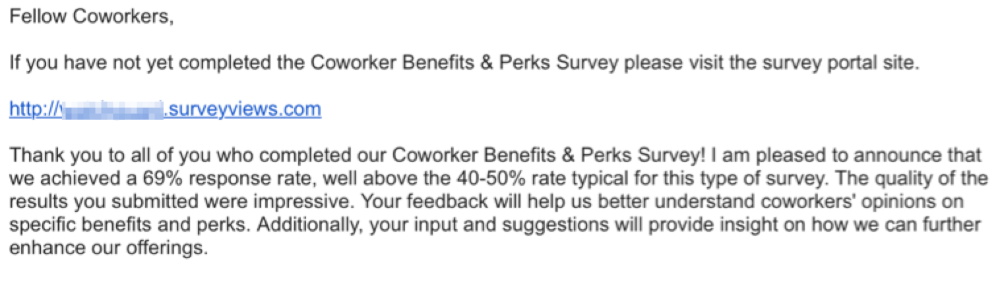 Fellow Coworkers,
If you have not yet completed the Coworker Benefits & Perks Survey please visit the survey portal site.
http:// .surveyviews.com
Thank you to all of you who completed our Coworker Benefits & Perks Survey! I am pleased to announce that
we achieved a 69% response rate, well above the 40-50% rate typical for this type of survey. The quality of the
results you submitted were impressive. Your feedback will help us better understand coworkers' opinions on
specific benefits and perks. Additionally, your input and suggestions will provide insight on how we can further
enhance our offerings.